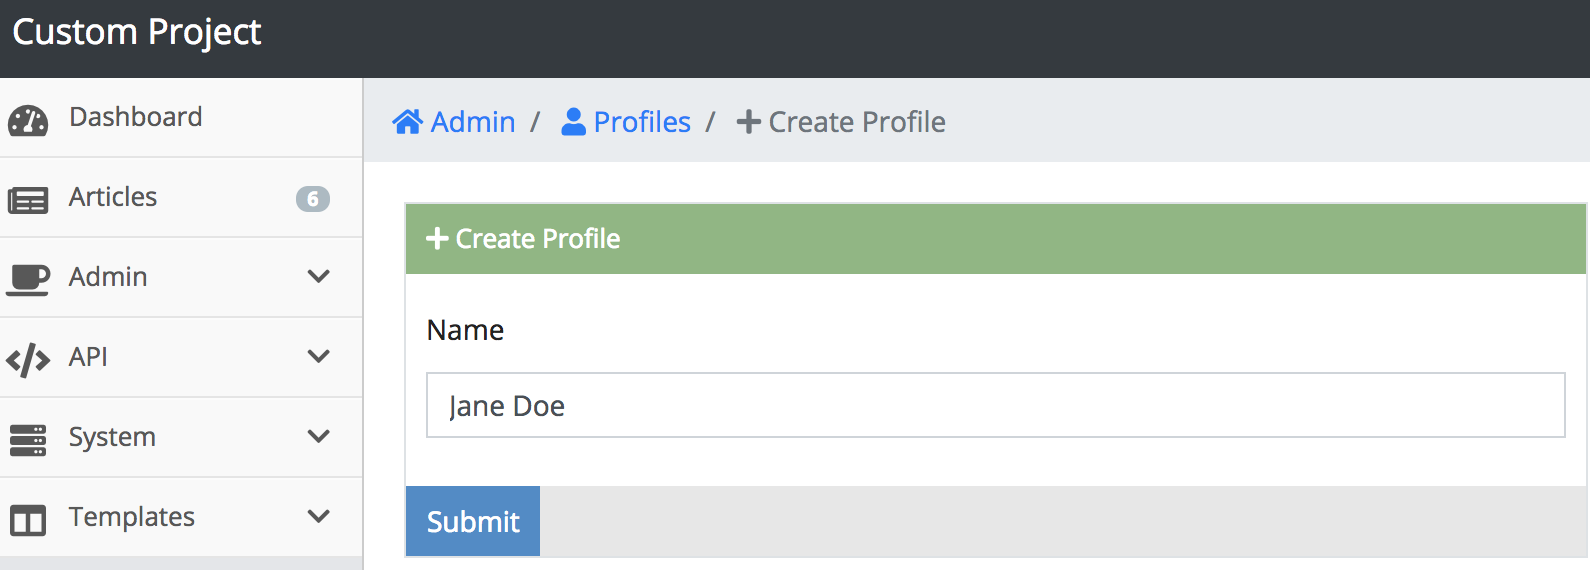 Custom Project
Dashboard
Articles 6
Admin
API
System
Templates
Admin / Profiles / Create Profile
Create Profile
Name
Jane Doe
Submit